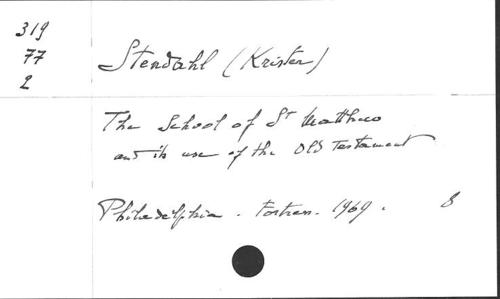 319
77
2
Stendahl (Krister)
The School of St Matthew
and its use of the Old Testament
Philadelphia. Fortress. 1969. 8